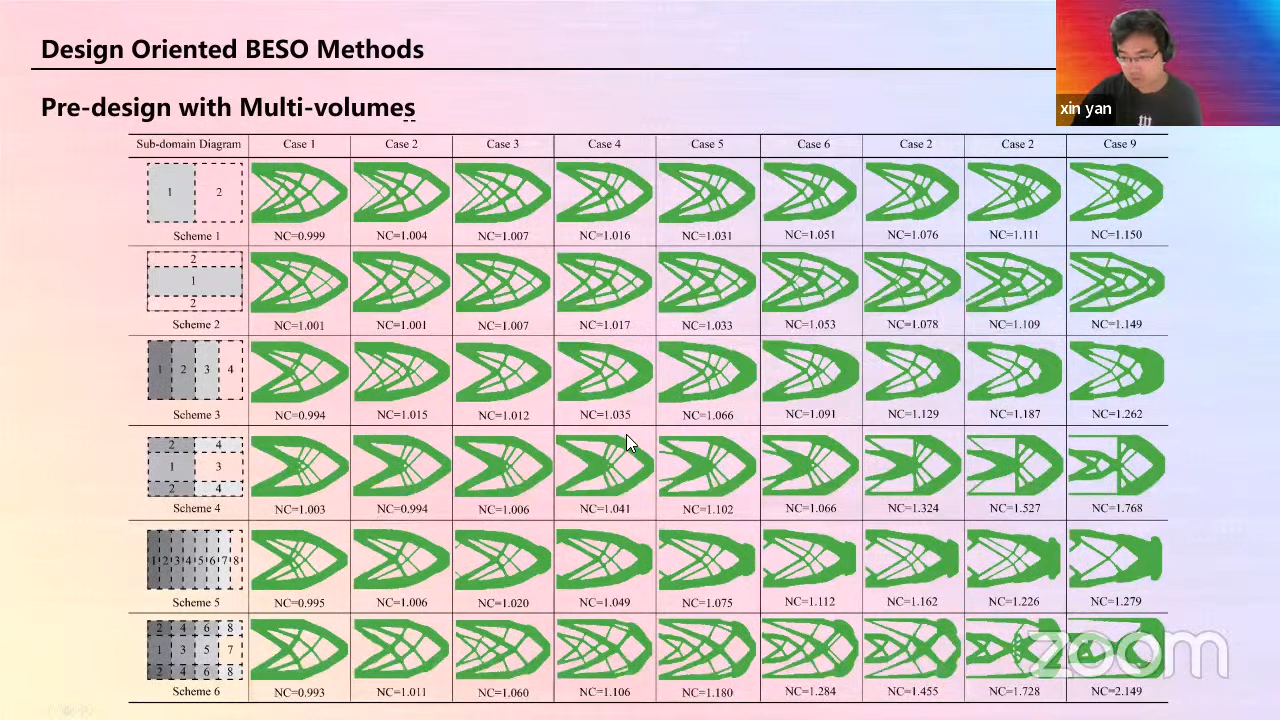 Design Oriented BESO Methods
xin yan
Pre-design with Multi-volumes
Sub-domain Diagram Case 1 Case 2 Case 3 Case 4 Case 5 Case 6 Case 2 Case 2 Case 9
1 2
Scheme 1 NC=0.999 NC=1.004 NC=1.007 NC=1.016 NC=1.031 NC=1.051 NC=1.076 NC=1.111 NC=1.150
2
1
2
Scheme 2 NC=1.001 NC=1.001 NC=1.007 NC=1.017 NC=1.033 NC=1.053 NC=1.078 NC=1.109 NC=1.149
1 2 3 4
Scheme 3 NC=0.994 NC=1.015 NC=1.012 NC=1.035 NC=1.066 NC=1.091 NC=1.129 NC=1.187 NC=1.262
2 4
1 3
2 4
Scheme 4 NC=1.003 NC=0.994 NC=1.006 NC=1.041 NC=1.102 NC=1.066 NC=1.324 NC=1.527 NC=1.768
1 2 3 4 5 6 7 8
Scheme 5 NC=0.995 NC=1.006 NC=1.020 NC=1.049 NC=1.075 NC=1.112 NC=1.162 NC=1.226 NC=1.279
2 4 6 8
1 3 5 7
2 4 6 8
Scheme 6 NC=0.993 NC=1.011 NC=1.060 NC=1.106 NC=1.180 NC=1.284 NC=1.455 NC=1.728 NC=2.149
zoom